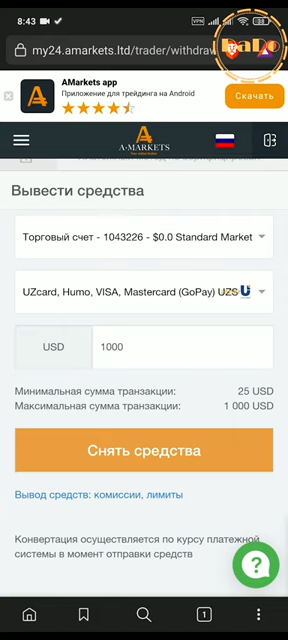 8:43
VPN
BaBo
my24.amarkets.ltd/trader/withdra
AMarkets app
Приложение для трейдинга на Android
Скачать
A-MARKETS
Вывести средства
Торговый счет - 1043226 - $0.0 Standard Market
UZcard, Humo, VISA, Mastercard (GoPay) UZS
USD
1000
Минимальная сумма транзакции: 25 USD
Максимальная сумма транзакции: 1 000 USD
Снять средства
Вывод средств: комиссии, лимиты
Конвертация осуществляется по курсу платежной
системы в момент отправки средств
?
1